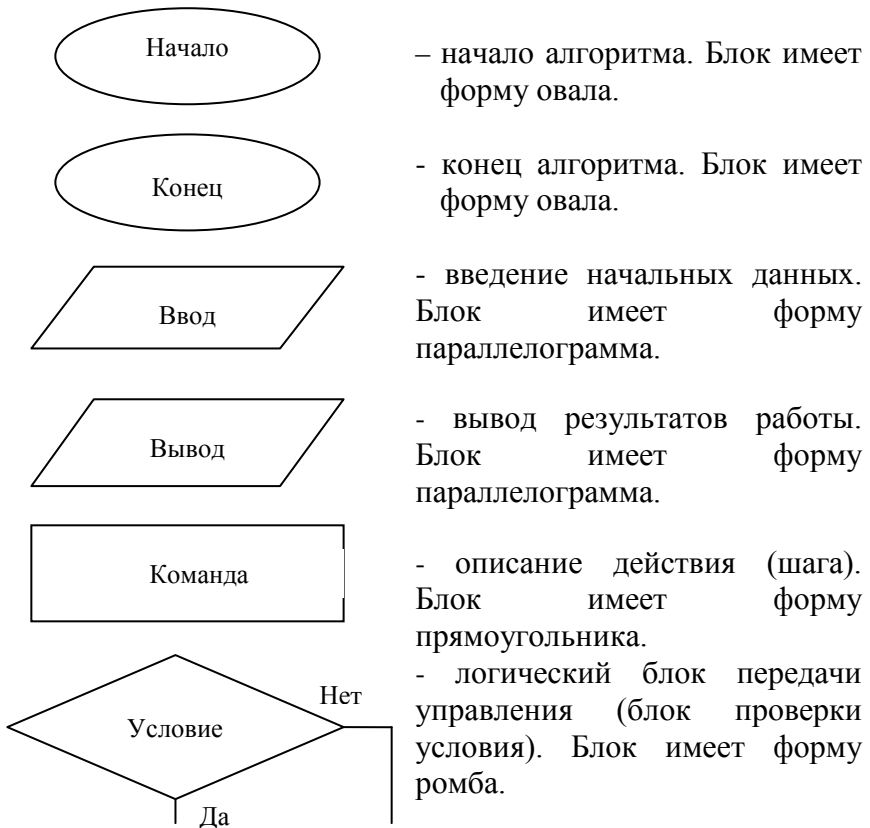 Начало
– начало алгоритма. Блок имеет
форму овала.
Конец
- конец алгоритма. Блок имеет
форму овала.
Ввод
- введение начальных данных.
Блок имеет форму
параллелограмма.
Вывод
- вывод результатов работы.
Блок имеет форму
параллелограмма.
Команда
- описание действия (шага).
Блок имеет форму
прямоугольника.
Условие
Нет
Да
- логический блок передачи
управления (блок проверки
условия). Блок имеет форму
ромба.